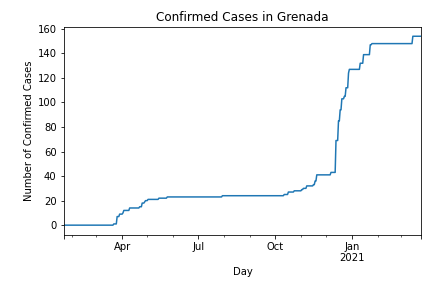 Confirmed Cases in Grenada
160
140
120
100
80
60
40
20
0
Number of Confirmed Cases
Apr Jul Oct Jan
2021
Day